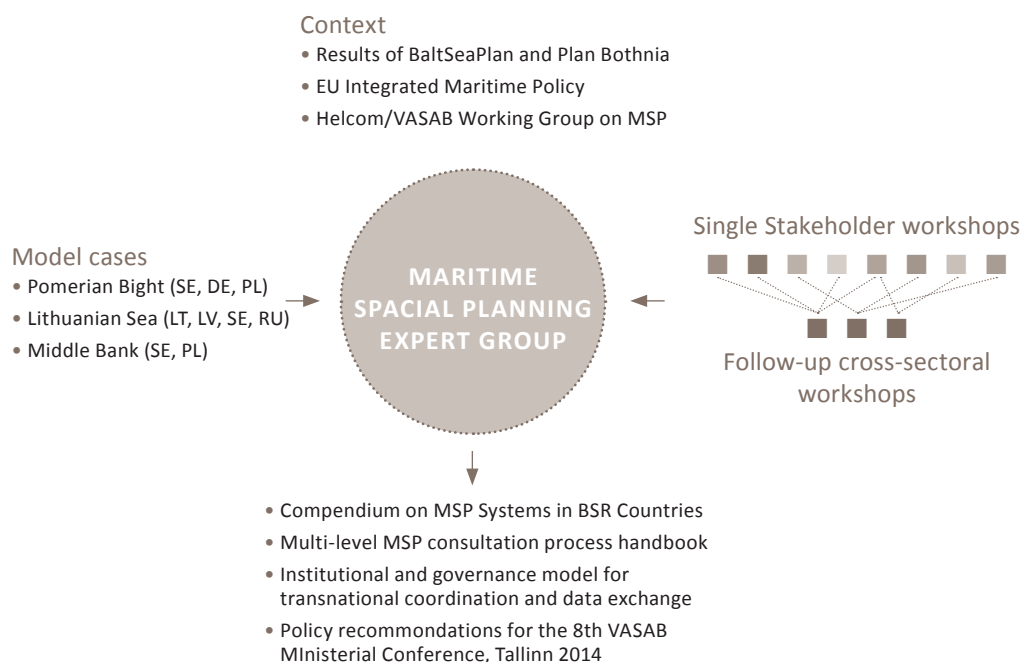 Context
• Results of BaltSeaPlan and Plan Bothnia
• EU Integrated Maritime Policy
• Helcom/VASAB Working Group on MSP
Model cases
• Pomerian Bight (SE, DE, PL)
• Lithuanian Sea (LT, LV, SE, RU)
• Middle Bank (SE, PL)
MARITIME
SPACIAL PLANNING
EXPERT GROUP
Single Stakeholder workshops
Follow-up cross-sectoral
workshops
• Compendium on MSP Systems in BSR Countries
• Multi-level MSP consultation process handbook
• Institutional and governance model for
transnational coordination and data exchange
• Policy recommondations for the 8th VASAB
MInisterial Conference, Tallinn 2014